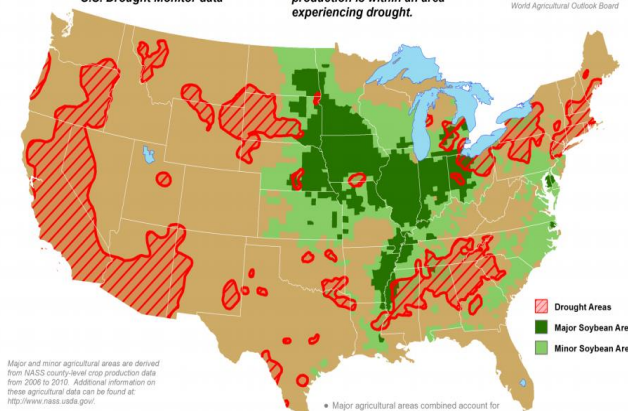 U.S. Drought Monitor data
production is within an area
experiencing drought.
World Agricultural Outlook Board
Drought Areas
Major Soybean Are
Minor Soybean Are
Major and minor agricultural areas are derived
from NASS county-level crop production data
from 2006 to 2010. Additional information on
these agricultural data can be found at:
http://www.nass.usda.gov/.
• Major agricultural areas combined account for